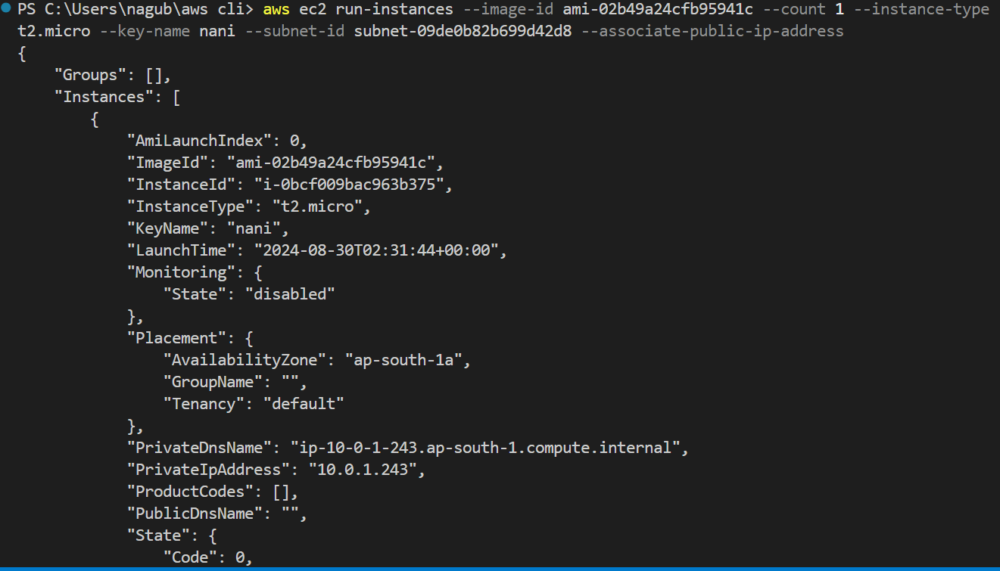 PS C:\Users\nagub\aws cli> aws ec2 run-instances --image-id ami-02b49a24cfb95941c --count 1 --instance-type
t2.micro --key-name nani --subnet-id subnet-09de0b82b699d42d8 --associate-public-ip-address
{
    "Groups": [],
    "Instances": [
        {
            "AmiLaunchIndex": 0,
            "ImageId": "ami-02b49a24cfb95941c",
            "InstanceId": "i-0bcf009bac963b375",
            "InstanceType": "t2.micro",
            "KeyName": "nani",
            "LaunchTime": "2024-08-30T02:31:44+00:00",
            "Monitoring": {
                "State": "disabled"
            },
            "Placement": {
                "AvailabilityZone": "ap-south-1a",
                "GroupName": "",
                "Tenancy": "default"
            },
            "PrivateDnsName": "ip-10-0-1-243.ap-south-1.compute.internal",
            "PrivateIpAddress": "10.0.1.243",
            "ProductCodes": [],
            "PublicDnsName": "",
            "State": {
                "Code": 0,